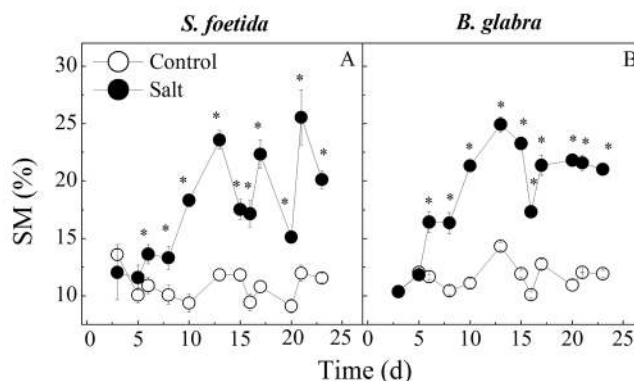 S. foetida B. glabra
A B
Control
Salt
SM (%)
30
25
20
15
10
* * * * * * * * * *
* * * * * * * * * *
0 5 10 15 20 25 0 5 10 15 20 25
Time (d)